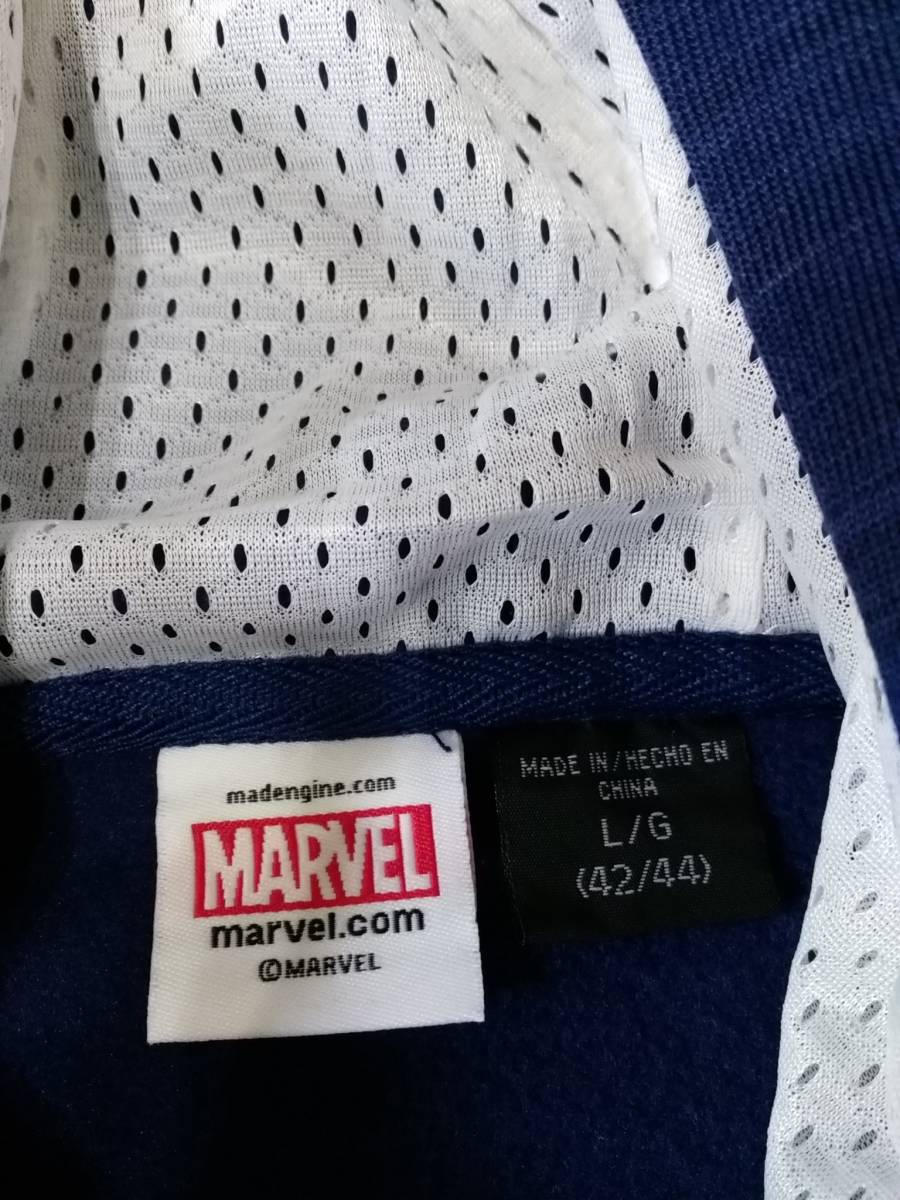 madengine.com
MARVEL
marvel.com
©MARVEL
MADE IN/HECHO EN
CHINA
L/G
(42/44)